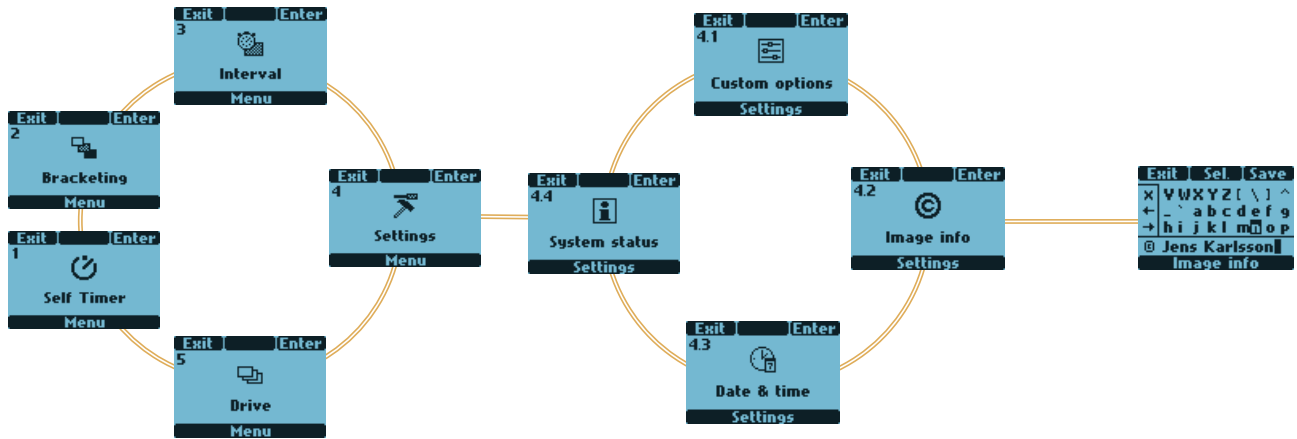 Exit Enter
3
Interval
Menu
Exit Enter
2
Bracketing
Menu
Exit Enter
1
Self Timer
Menu
Exit Enter
5
Drive
Menu
Exit Enter
4
Settings
Menu
Exit Enter
4.4
System status
Settings
Exit Enter
4.1
Custom options
Settings
Exit Enter
4.2
© Image info
Settings
Exit Enter
4.3
?
Date & time
Settings
Exit Sel. Save
X V W X Y Z [ \ ] ^
← _ ` a b c d e f g
→ h i j k l m n o p
© Jens Karlsson
Image info